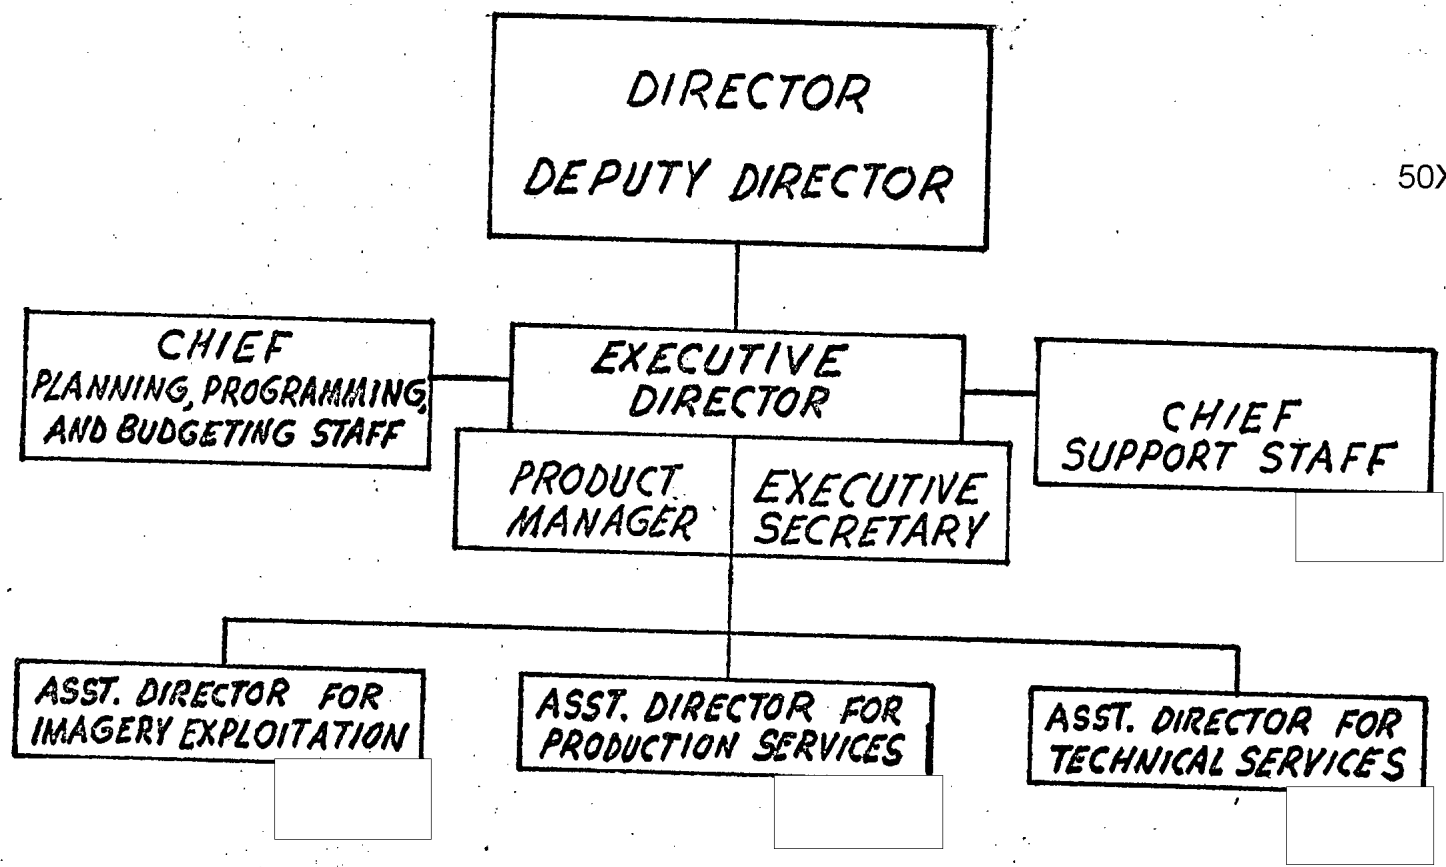 DIRECTOR
DEPUTY DIRECTOR
50X
CHIEF
PLANNING, PROGRAMMING,
AND BUDGETING STAFF
EXECUTIVE
DIRECTOR
CHIEF
SUPPORT STAFF
PRODUCT
MANAGER
EXECUTIVE
SECRETARY
ASST. DIRECTOR FOR
IMAGERY EXPLOITATION
ASST. DIRECTOR FOR
PRODUCTION SERVICES
ASST. DIRECTOR FOR
TECHNICAL SERVICES